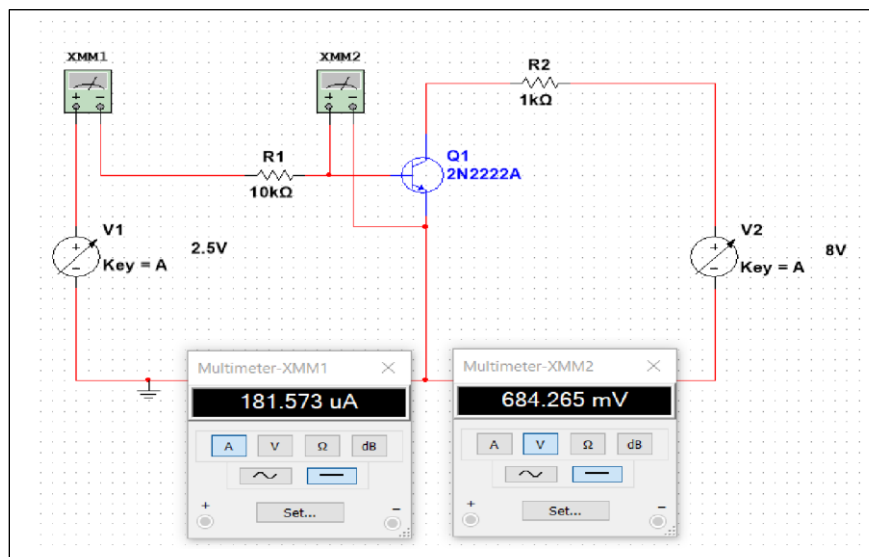 XMM1
XMM2
R2
1kΩ
R1
10kΩ
Q1
2N2222A
V1
2.5V
Key = A
V2
8V
Key = A
Multimeter-XMM1
181.573 uA
A V Ω dB
Set...
+ -
Multimeter-XMM2
684.265 mV
A V Ω dB
Set...
+ -